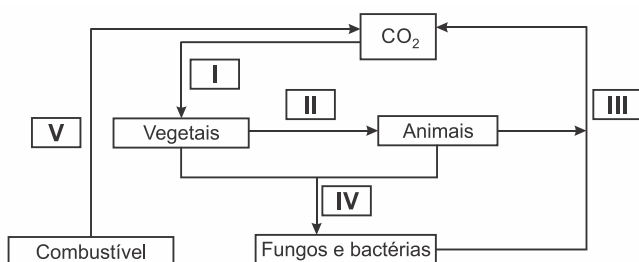 CO₂
I
II
III
V
Vegetais
Animais
IV
Combustível
Fungos e bactérias